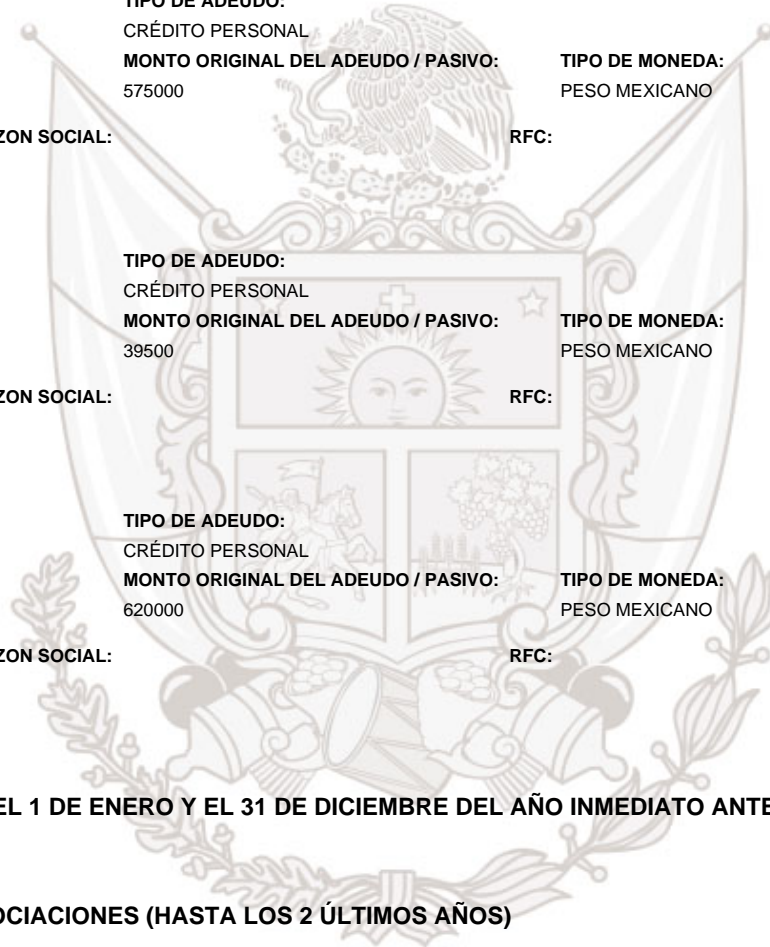 TIPO DE ADEUDO:
CRÉDITO PERSONAL
MONTO ORIGINAL DEL ADEUDO / PASIVO: TIPO DE MONEDA:
575000 PESO MEXICANO
ZON SOCIAL: RFC:
TIPO DE ADEUDO:
CRÉDITO PERSONAL
MONTO ORIGINAL DEL ADEUDO / PASIVO: TIPO DE MONEDA:
39500 PESO MEXICANO
ZON SOCIAL: RFC:
TIPO DE ADEUDO:
CRÉDITO PERSONAL
MONTO ORIGINAL DEL ADEUDO / PASIVO: TIPO DE MONEDA:
620000 PESO MEXICANO
ZON SOCIAL: RFC:
EL 1 DE ENERO Y EL 31 DE DICIEMBRE DEL AÑO INMEDIATO ANTE
OCIACIONES (HASTA LOS 2 ÚLTIMOS AÑOS)